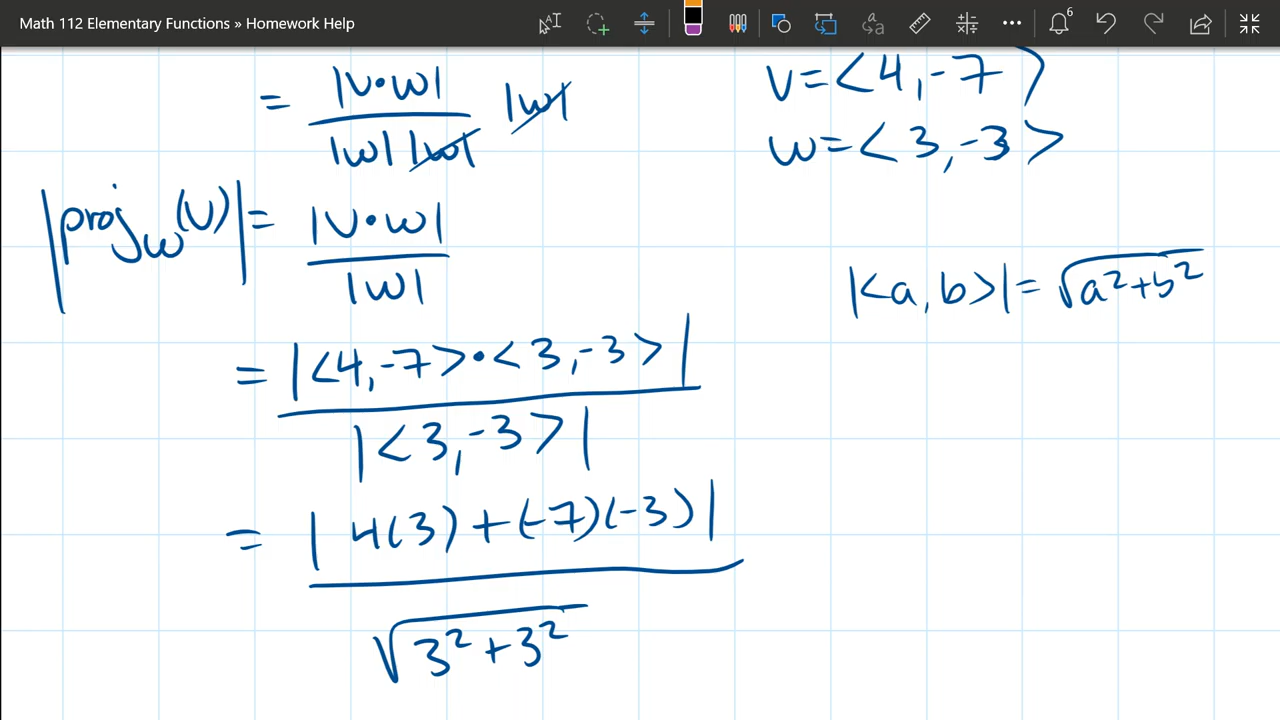 Math 112 Elementary Functions » Homework Help
6
= |v•w| / |w| |w| |w|
v=<4,-7>
w=<3,-3>
|proj_w(v)| = |v•w| / |w|
|<a,b>|=√a²+b²
= |<4,-7>•<3,-3>| / |<3,-3>|
= |4(3)+(-7)(-3)| / √3²+3²